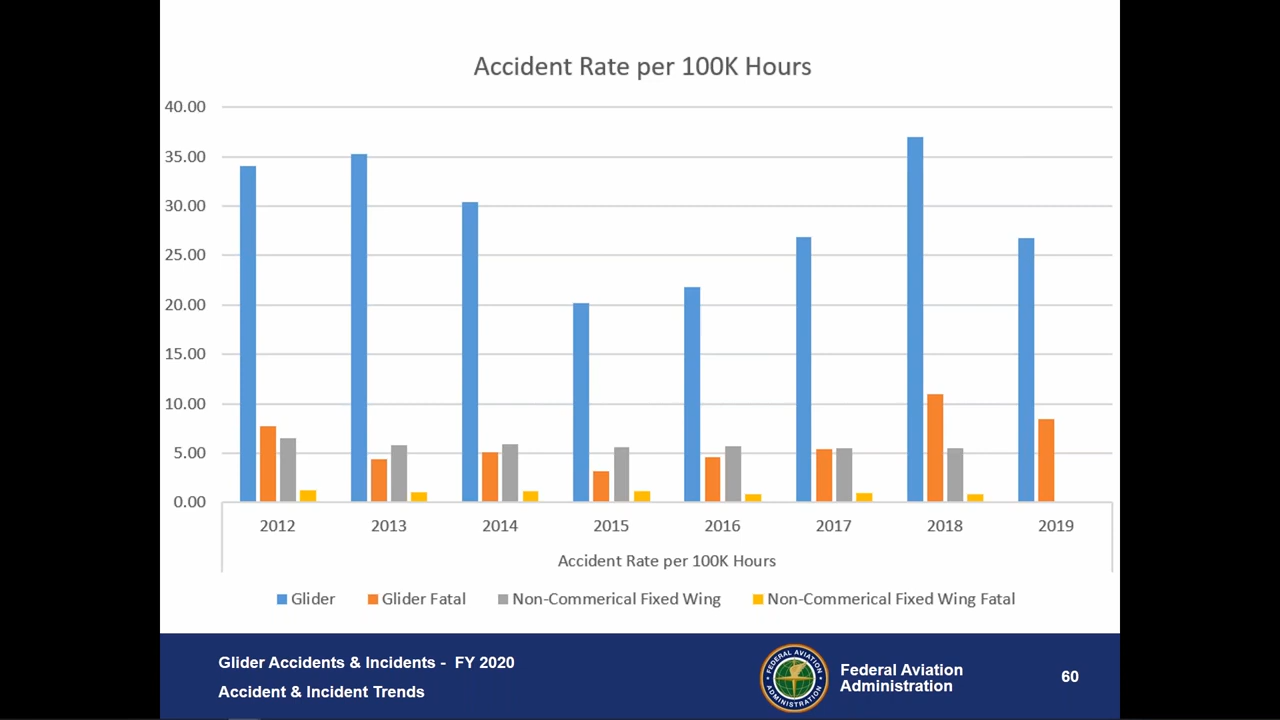 Accident Rate per 100K Hours
40.00
35.00
30.00
25.00
20.00
15.00
10.00
5.00
0.00
2012 2013 2014 2015 2016 2017 2018 2019
Accident Rate per 100K Hours
Glider Glider Fatal Non-Commerical Fixed Wing Non-Commerical Fixed Wing Fatal
Glider Accidents & Incidents - FY 2020
Accident & Incident Trends
FEDERAL AVIATION
ADMINISTRATION
Federal Aviation
Administration
60